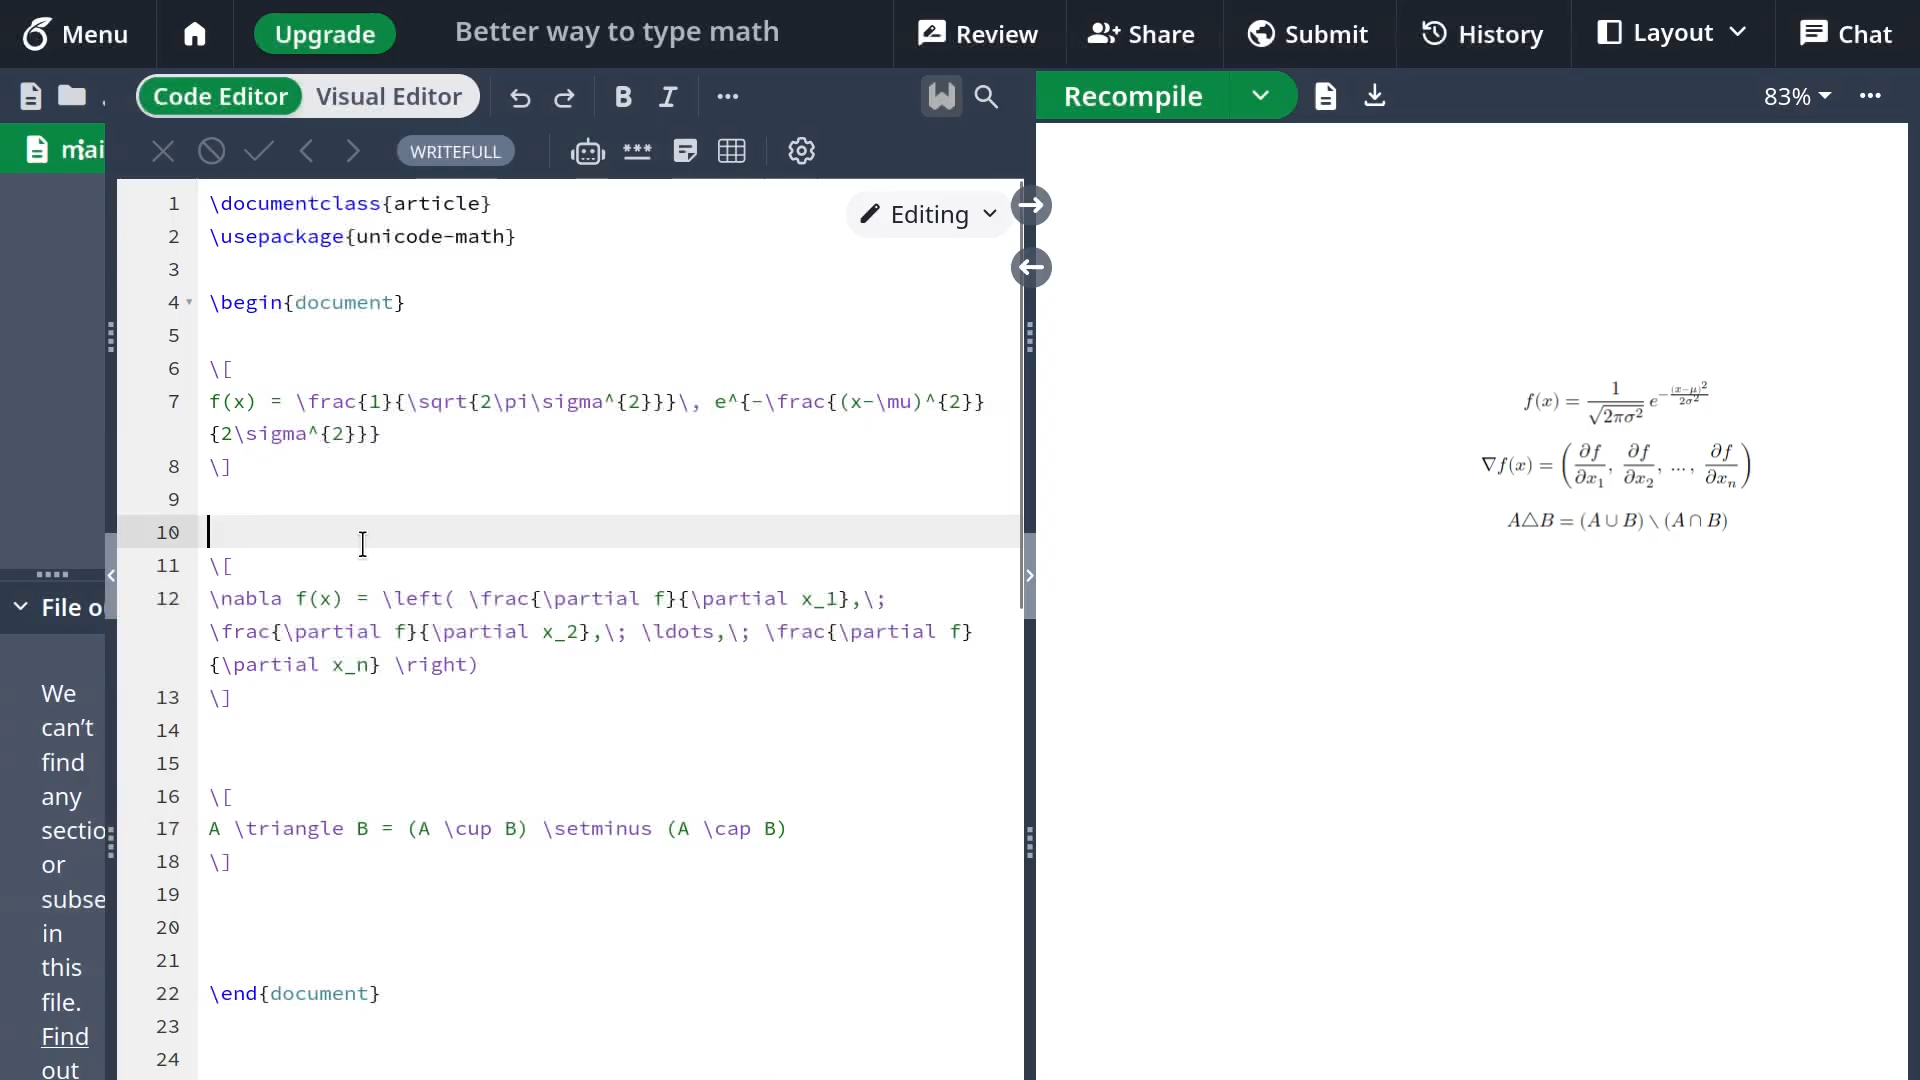 Menu
Upgrade
Better way to type math
Review
Share
Submit
History
Layout
Chat
Code Editor
Visual Editor
B I
Recompile
83%
mai
WRITEFULL
Editing
1 \documentclass{article}
2 \usepackage{unicode-math}
3
4 \begin{document}
5
6 \[
7 f(x) = \frac{1}{\sqrt{2\pi\sigma^{2}}}\, e^{-\frac{(x-\mu)^{2}}
{2\sigma^{2}}}
8 \]
9
10
11 \[
12 \nabla f(x) = \left( \frac{\partial f}{\partial x_1},\;
\frac{\partial f}{\partial x_2},\; \ldots,\; \frac{\partial f}
{\partial x_n} \right)
13 \]
14
15
16 \[
17 A \triangle B = (A \cup B) \setminus (A \cap B)
18 \]
19
20
21
22 \end{document}
23
24
File o
We
can't
find
any
sectio
or
subse
in
this
file.
Find
out
f(x) = 1/√2πσ² e^−(x−μ)²/2σ²
∇f(x) = (∂f/∂x₁, ∂f/∂x₂, …, ∂f/∂xₙ)
A△B = (A ∪ B) ∖ (A ∩ B)